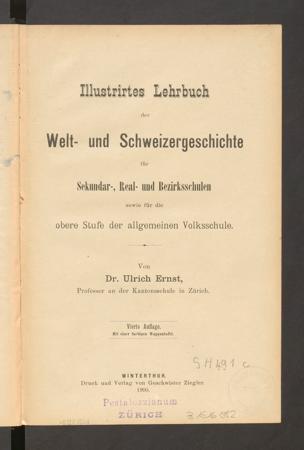 Illustrirtes Lehrbuch
der
Welt- und Schweizergeschichte
für
Sekundar-, Real- und Bezirksschulen
sowie für die
obere Stufe der allgemeinen Volksschule.
Von
Dr. Ulrich Ernst,
Professor an der Kantonsschule in Zürich.
Vierte Auflage.
Mit einer farbigen Wappentafel.
WINTERTHUR.
Druck und Verlag von Geschwister Ziegler
1900.
SH 491 c
Pestalozzianum
ZÜRICH